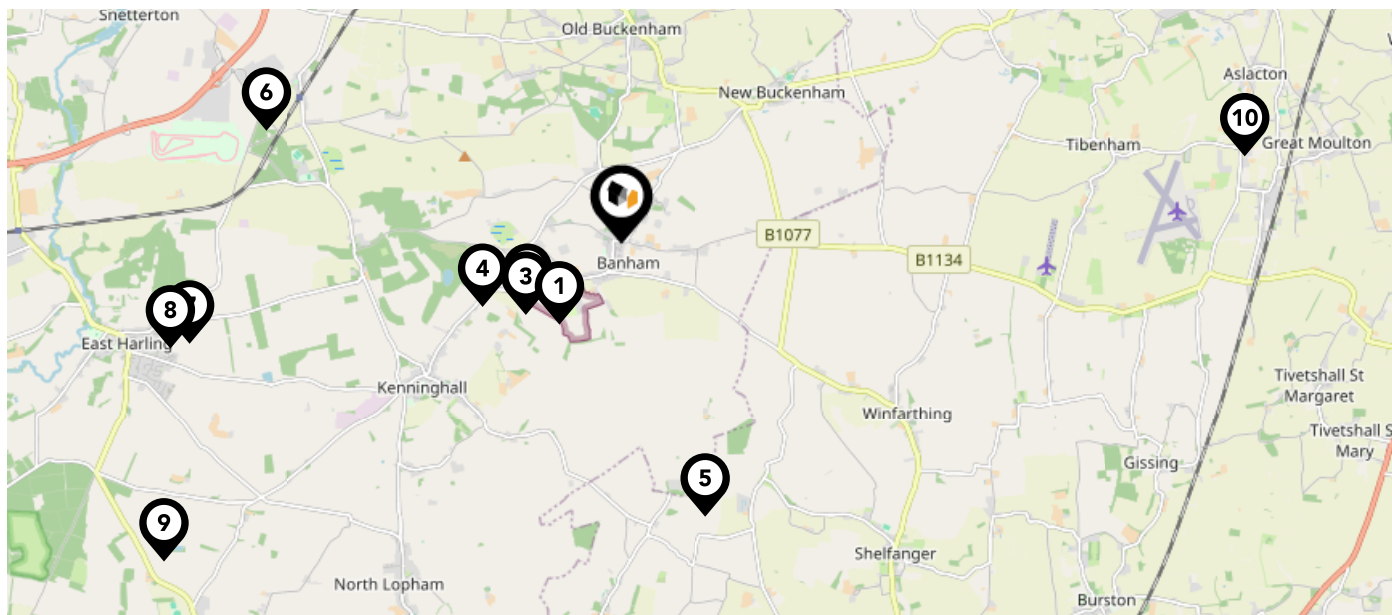 Snetterton
Old Buckenham
6
New Buckenham
Aslacton
10
Tibenham
Great Moulton
B1077
B1134
Banham
4
3
1
8
East Harling
Kenninghall
Tivetshall St
Margaret
Winfarthing
Tivetshall S
Mary
Gissing
5
9
Shelfanger
North Lopham
Burston